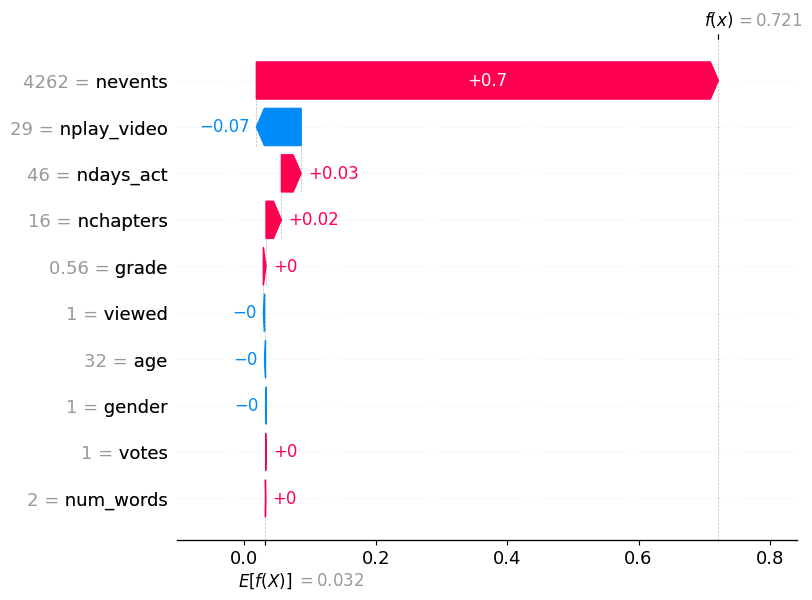 f(x) = 0.721
4262 = nevents +0.7
29 = nplay_video −0.07
46 = ndays_act +0.03
16 = nchapters +0.02
0.56 = grade +0
1 = viewed −0
32 = age −0
1 = gender −0
1 = votes +0
2 = num_words +0
0.0 0.2 0.4 0.6 0.8
E[f(X)] = 0.032